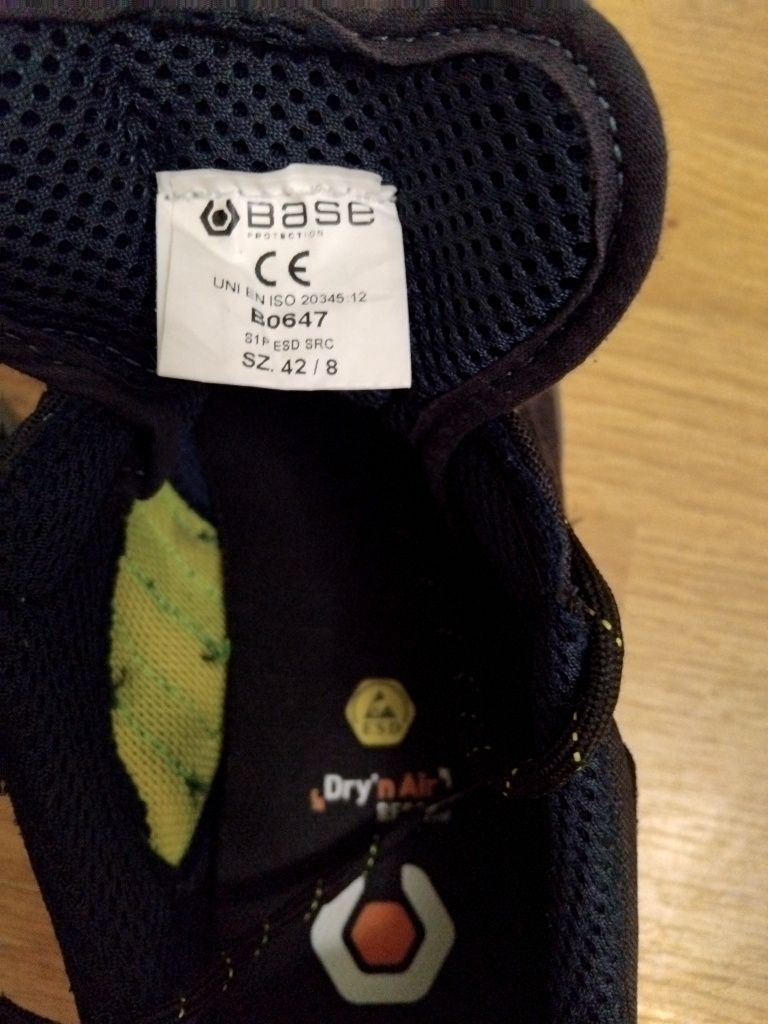 Base
PROTECTION
CE
UNI EN ISO 20345:12
B0647
S1P ESD SRC
SZ. 42 / 8
ESD
Dry'n Air